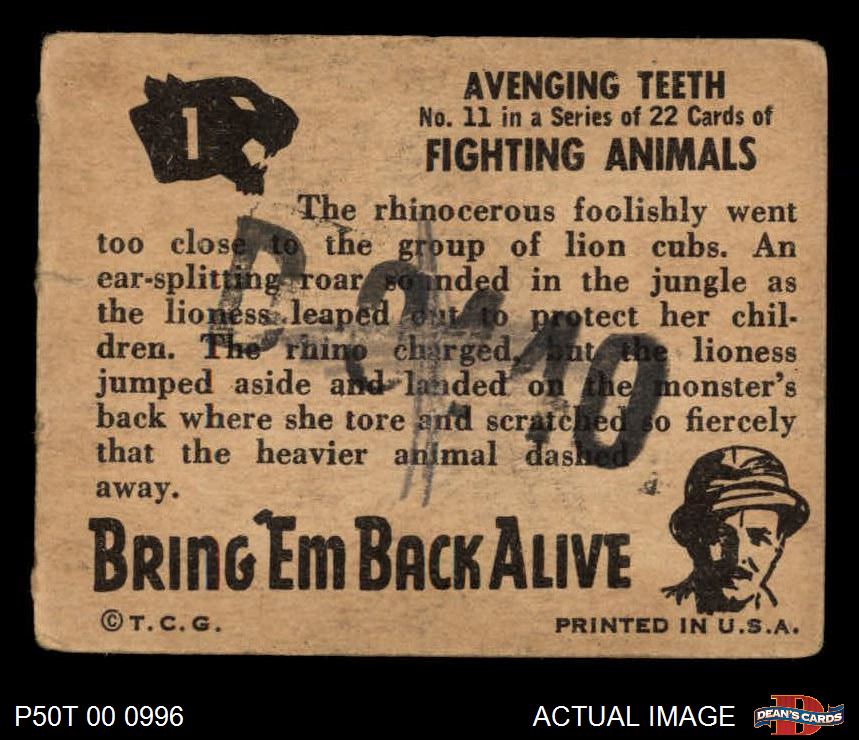 1
AVENGING TEETH
No. 11 in a Series of 22 Cards of
FIGHTING ANIMALS
The rhinocerous foolishly went
too close to the group of lion cubs. An
ear-splitting roar sounded in the jungle as
the lioness leaped out to protect her chil-
dren. The rhino charged, but the lioness
jumped aside and landed on the monster's
back where she tore and scratched so fiercely
that the heavier animal dashed
away.
BRING 'EM BACK ALIVE
© T.C.G.
PRINTED IN U.S.A.
P50T 00 0996
ACTUAL IMAGE
D
DEAN'S CARDS